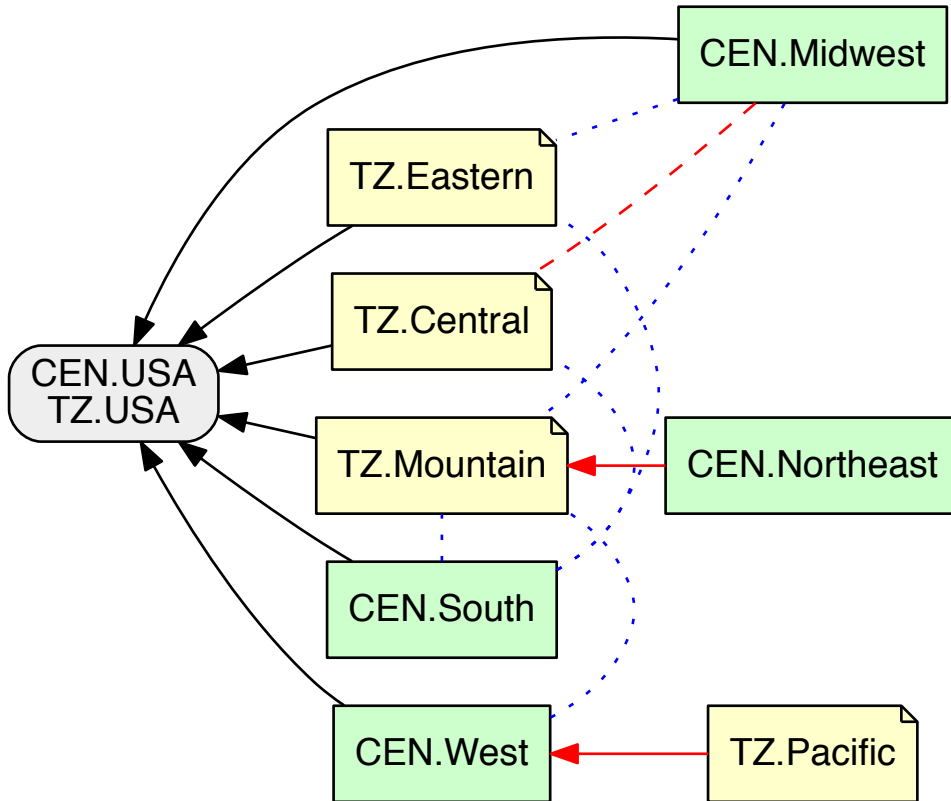 CEN.Midwest
TZ.Eastern
TZ.Central
CEN.USA
TZ.USA
TZ.Mountain
CEN.Northeast
CEN.South
CEN.West
TZ.Pacific